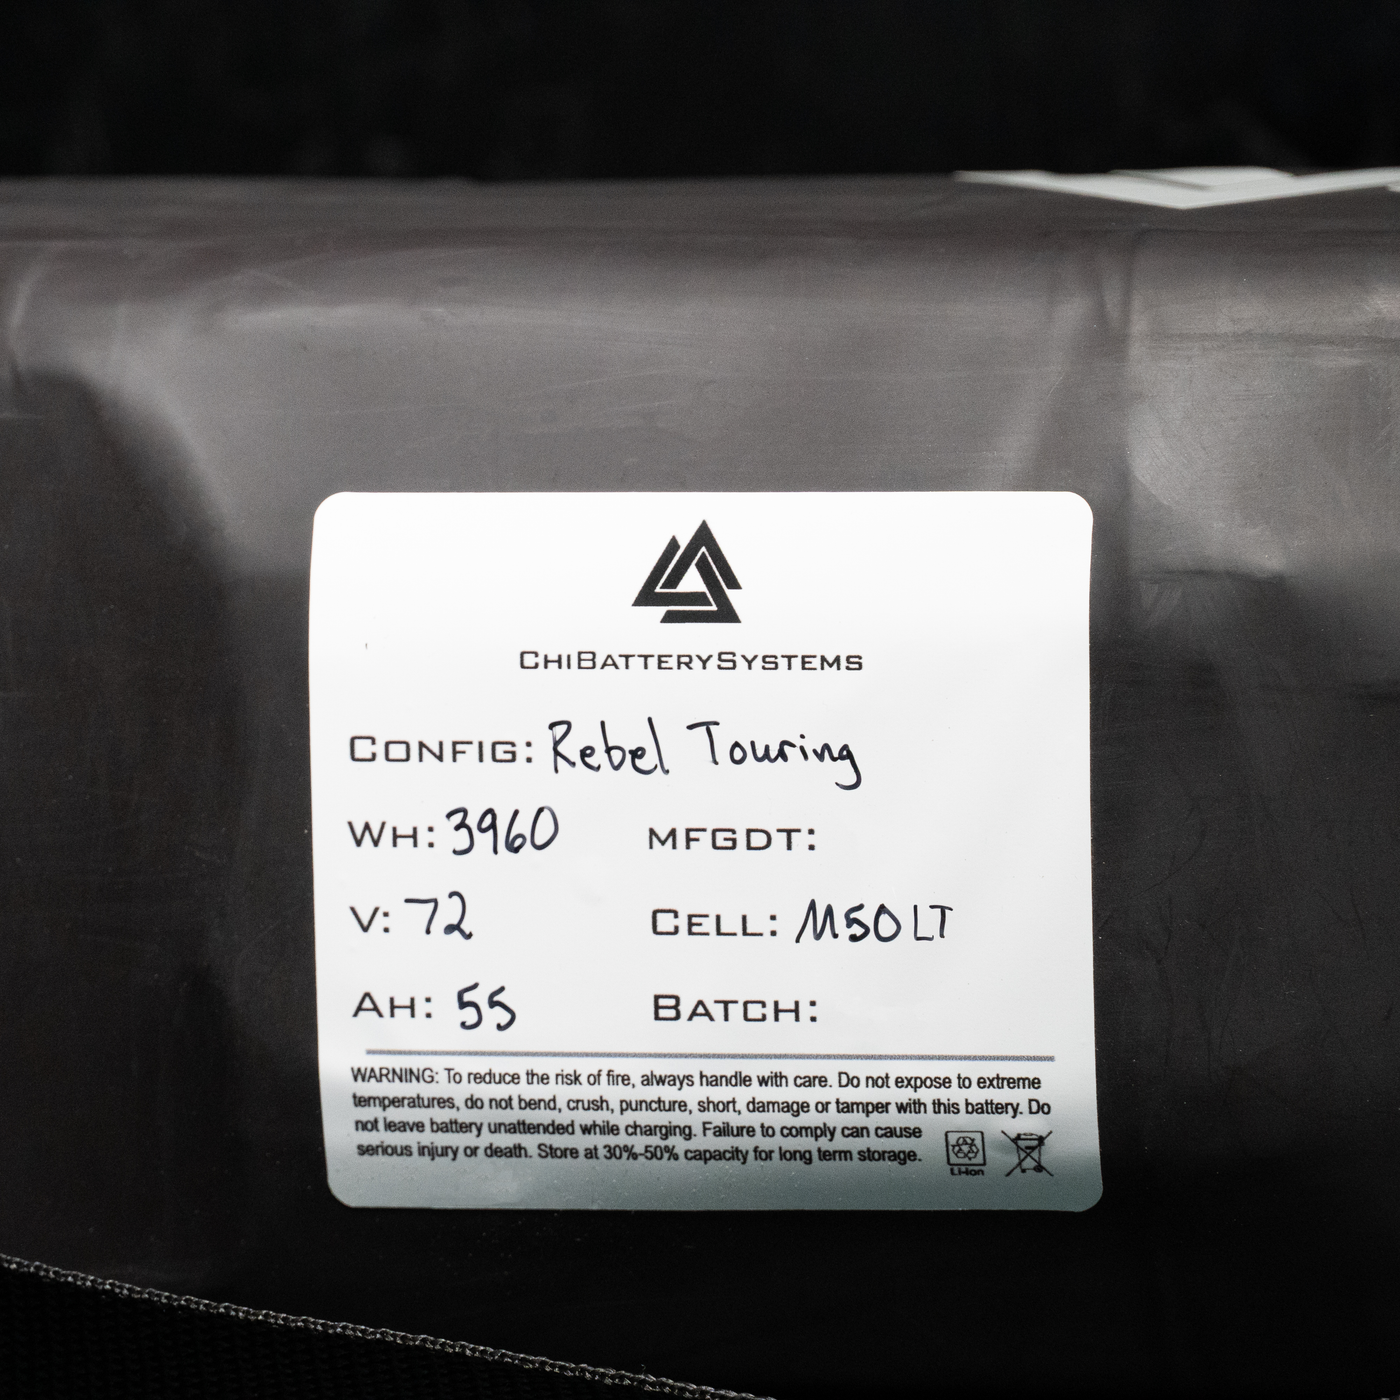 CHIBATTERYSYSTEMS
CONFIG: Rebel Touring
WH: 3960 MFGDT:
V: 72 CELL: M50LT
AH: 55 BATCH:
WARNING: To reduce the risk of fire, always handle with care. Do not expose to extreme
temperatures, do not bend, crush, puncture, short, damage or tamper with this battery. Do
not leave battery unattended while charging. Failure to comply can cause
serious injury or death. Store at 30%-50% capacity for long term storage.
Li-ion